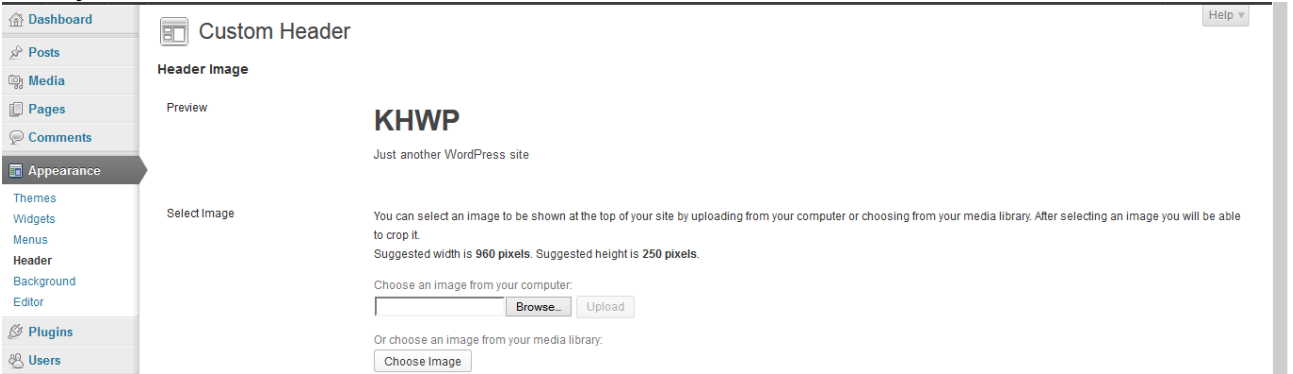 Dashboard
Posts
Media
Pages
Comments
Appearance
Themes
Widgets
Menus
Header
Background
Editor
Plugins
Users
Help
Custom Header
Header Image
Preview
KHWP
Just another WordPress site
Select Image
You can select an image to be shown at the top of your site by uploading from your computer or choosing from your media library. After selecting an image you will be able
to crop it.
Suggested width is 960 pixels. Suggested height is 250 pixels.
Choose an image from your computer:
Browse... Upload
Or choose an image from your media library:
Choose Image